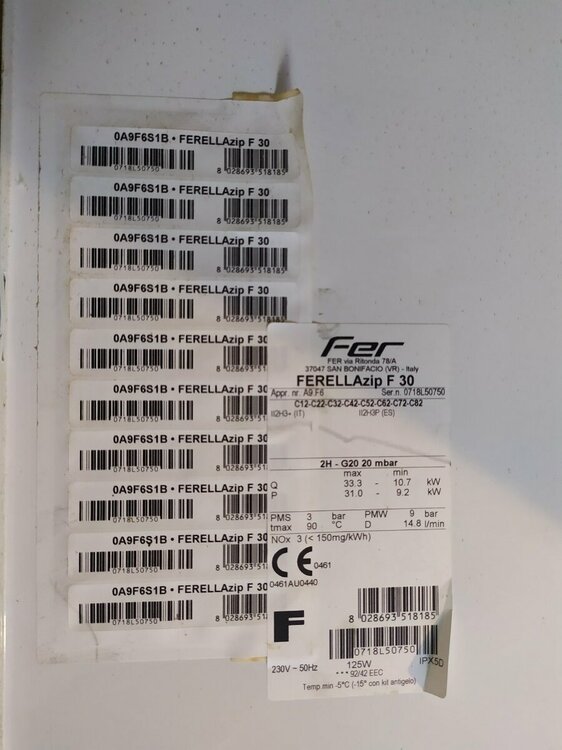 0A9F6S1B • FERELLAzip F 30
0718L50750 8 028693 518185
0A9F6S1B • FERELLAzip F 30
0718L50750 8 028693 518185
0A9F6S1B • FERELLAzip F 30
0718L50750 8 028693 518185
0A9F6S1B • FERELLAzip F 30
0718L50750 8 028693 518185
0A9F6S1B • FERELLAzip F 30
0718L50750 8 028693
0A9F6S1B • FERELLAzip F 30
0718L50750 8 028693
0A9F6S1B • FERELLAzip F 30
0718L50750 8 028693
0A9F6S1B • FERELLAzip F 30
0718L50750 8 028693
0A9F6S1B • FERELLAzip F 30
0718L50750 8 028693
0A9F6S1B • FERELLAzip F 30
0718L50750 8 028693
Fer
FER via Ritonda 78/A
37047 SAN BONIFACIO (VR) - Italy
FERELLAzip F 30
Appr. nr. A9.F6 Ser.n. 0718L50750
C12-C22-C32-C42-C52-C62-C72-C82
II2H3+ (IT) II2H3P (ES)
2H - G20 20 mbar
max min
Q 33.3 - 10.7 kW
P 31.0 - 9.2 kW
PMS 3 bar PMW 9 bar
tmax 90 °C D 14.8 l/min
NOx 3 (< 150mg/kWh)
CE 0461
0461AU0440
F
8 028693 518185
0718L50750
230V ~ 50Hz 125W IPX5D
*** 92/42 EEC
Temp.min -5°C (-15° con kit antigelo)